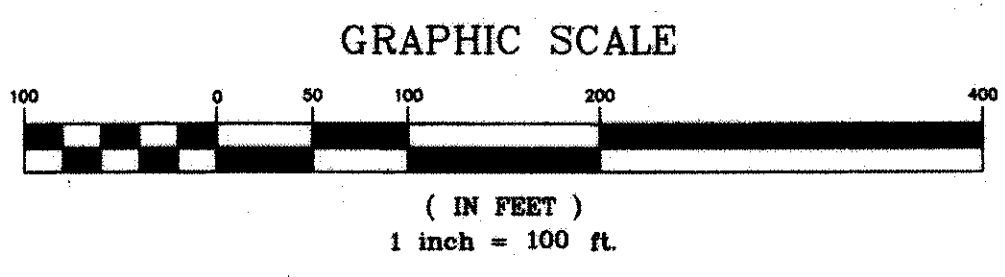 GRAPHIC SCALE
100 0 50 100 200 400
( IN FEET )
1 inch = 100 ft.